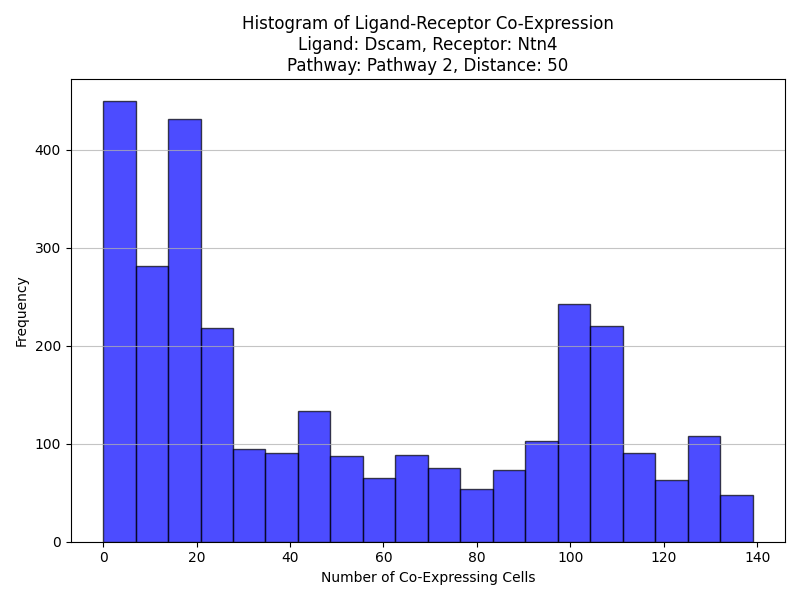 Histogram of Ligand-Receptor Co-Expression
Ligand: Dscam, Receptor: Ntn4
Pathway: Pathway 2, Distance: 50
400
300
200
100
0
Frequency
0 20 40 60 80 100 120 140
Number of Co-Expressing Cells